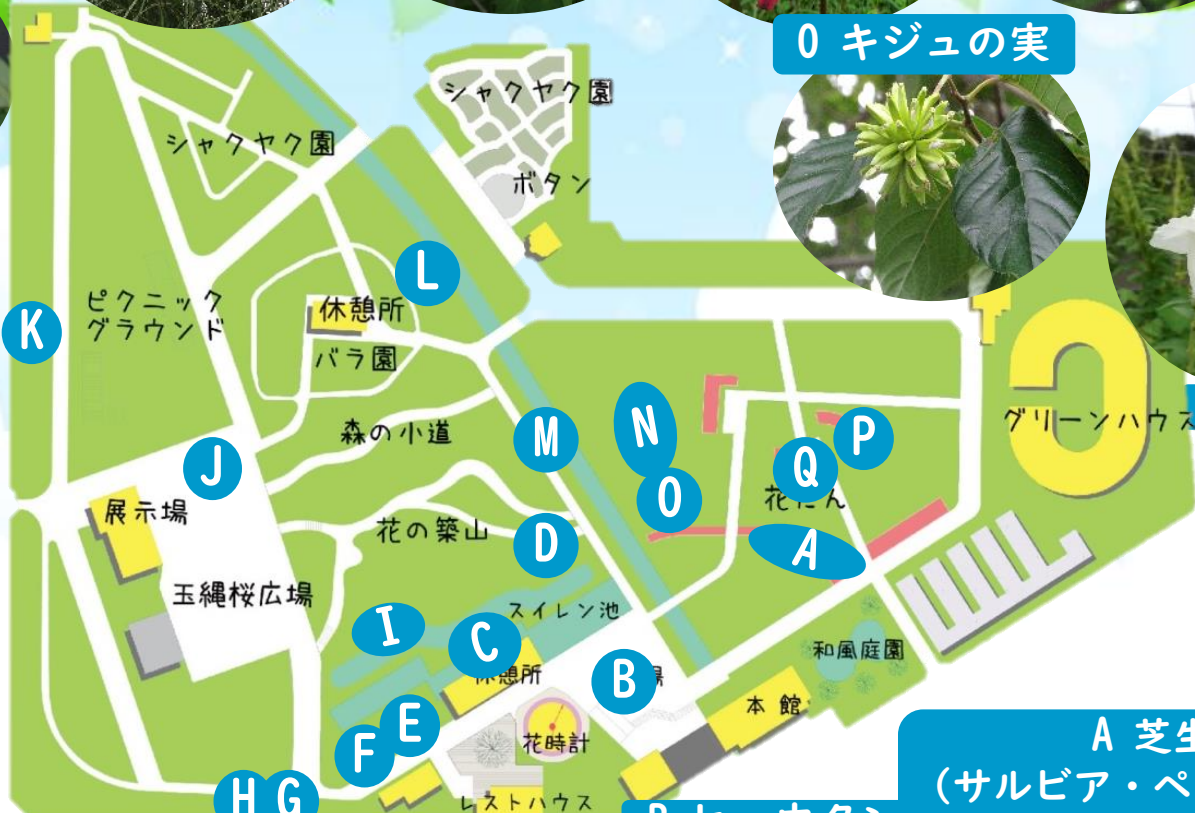 O キジュの実
シャクヤク園
シャクヤク園
ボタン
L
休憩所
ピクニック
グラウンド
K
バラ園
グリーンハウス
森の小道
M
N
P
J
Q
O
花だん
展示場
花の築山
D
A
玉縄桜広場
スイレン池
I
C
和風庭園
休憩所
B
場
本館
E
F
花時計
A 芝生
(サルビア・ペ
H
G
レストハウス